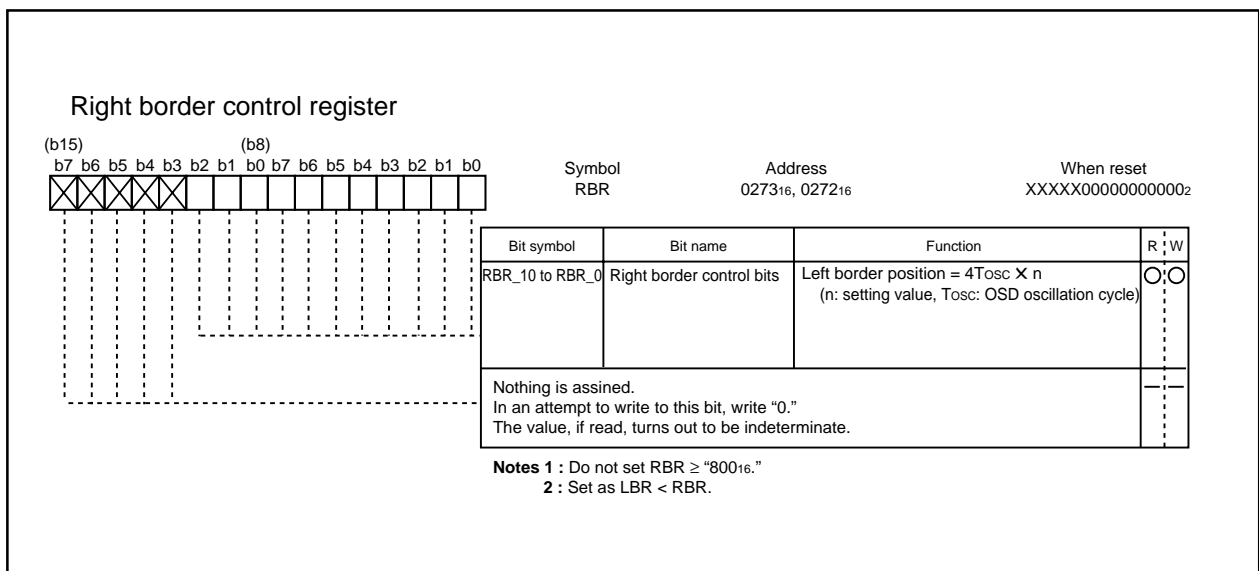 Right border control register
(b15) (b8)
b7 b6 b5 b4 b3 b2 b1 b0 b7 b6 b5 b4 b3 b2 b1 b0
Symbol Address When reset
RBR 027316, 027216 XXXXX000000000002
Bit symbol Bit name Function R W
RBR_10 to RBR_0 Right border control bits Left border position = 4TOSC X n
(n: setting value, TOSC: OSD oscillation cycle)
Nothing is assined.
In an attempt to write to this bit, write “0.”
The value, if read, turns out to be indeterminate.
Notes 1 : Do not set RBR ≥ “80016.”
2 : Set as LBR < RBR.